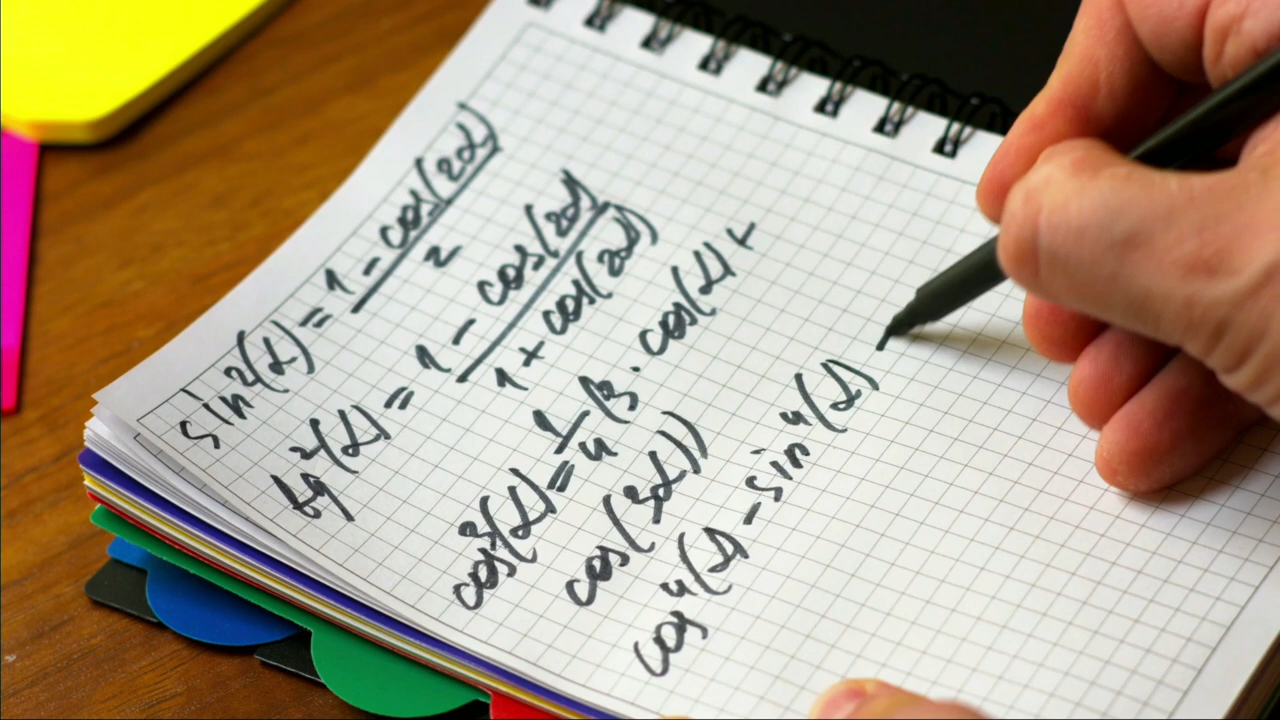 sin²(α) = (1 - cos(2α))/2
tg²(α) = (1 - cos(2α))/(1 + cos(2α))
cos³(α) = 1/4 (3 · cos(α) +
cos(3α))
cos⁴(α) - sin⁴(α)